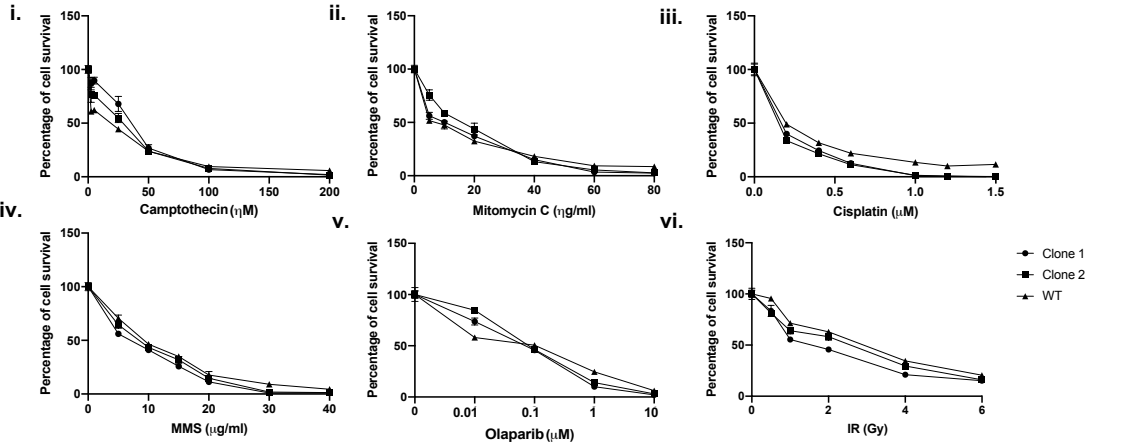 i.
Percentage of cell survival
150
100
50
0
0 50 100 150 200
Camptothecin (ηM)
ii.
Percentage of cell survival
150
100
50
0
0 20 40 60 80
Mitomycin C (ηg/ml)
iii.
Percentage of cell survival
150
100
50
0
0.0 0.5 1.0 1.5
Cisplatin (μM)
iv.
Percentage of cell survival
150
100
50
0
0 10 20 30 40
MMS (μg/ml)
v.
Percentage of cell survival
150
100
50
0
0 0.01 0.1 1 10
Olaparib (μM)
vi.
Percentage of cell survival
150
100
50
0
0 2 4 6
IR (Gy)
Clone 1
Clone 2
WT